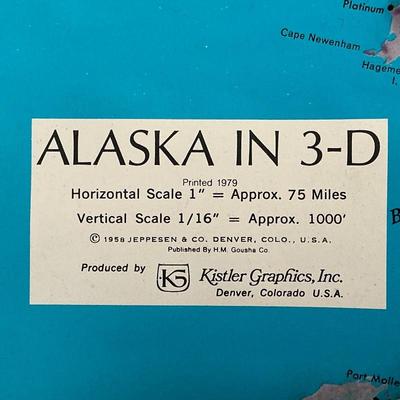 Platinum
Cape Newenham
Hageme
I.
ALASKA IN 3-D
Printed 1979
Horizontal Scale 1" = Approx. 75 Miles
Vertical Scale 1/16" = Approx. 1000'
© 1958 JEPPESEN & CO. DENVER, COLO., U.S.A.
Published By H.M. Gousha Co.
Produced by KS Kistler Graphics, Inc.
Denver, Colorado U.S.A.
B
Port Molle